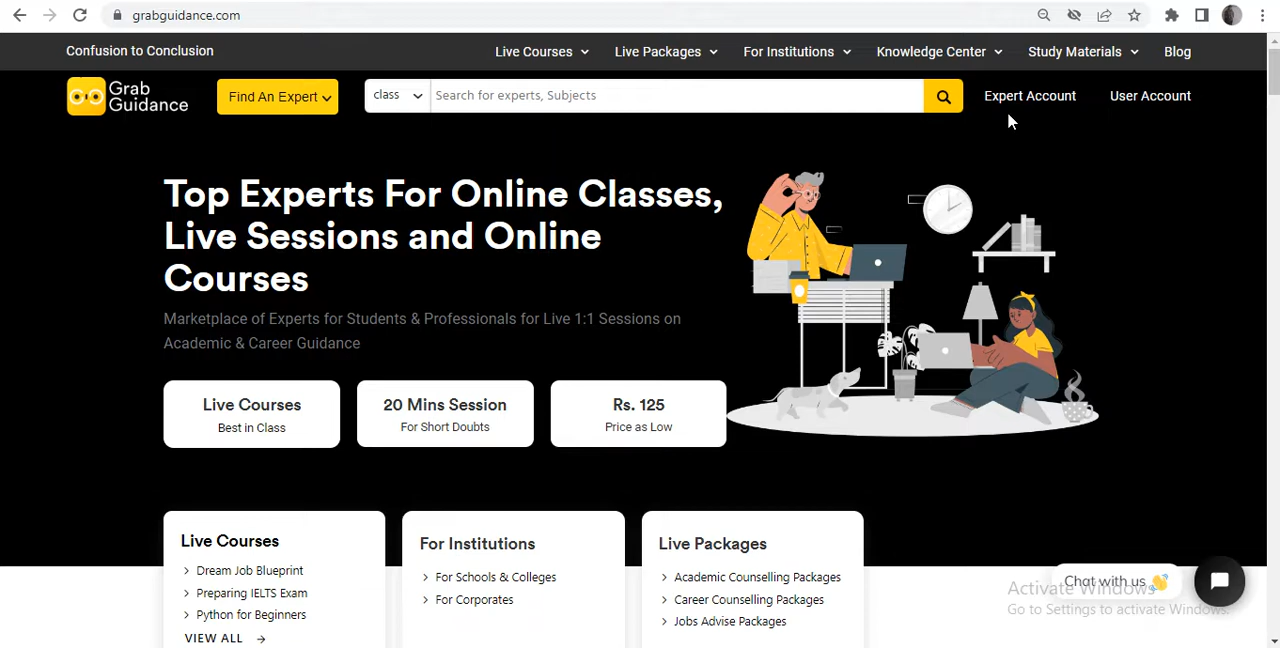 grabguidance.com
Confusion to Conclusion
Live Courses
Live Packages
For Institutions
Knowledge Center
Study Materials
Blog
Grab
Guidance
Find An Expert
class
Search for experts, Subjects
Expert Account
User Account
Top Experts For Online Classes,
Live Sessions and Online
Courses
Marketplace of Experts for Students & Professionals for Live 1:1 Sessions on
Academic & Career Guidance
Live Courses
Best in Class
20 Mins Session
For Short Doubts
Rs. 125
Price as Low
Live Courses
Dream Job Blueprint
Preparing IELTS Exam
Python for Beginners
VIEW ALL
For Institutions
For Schools & Colleges
For Corporates
Live Packages
Academic Counselling Packages
Career Counselling Packages
Jobs Advise Packages
Chat with us
Activate Windows
Go to Settings to activate Windows.